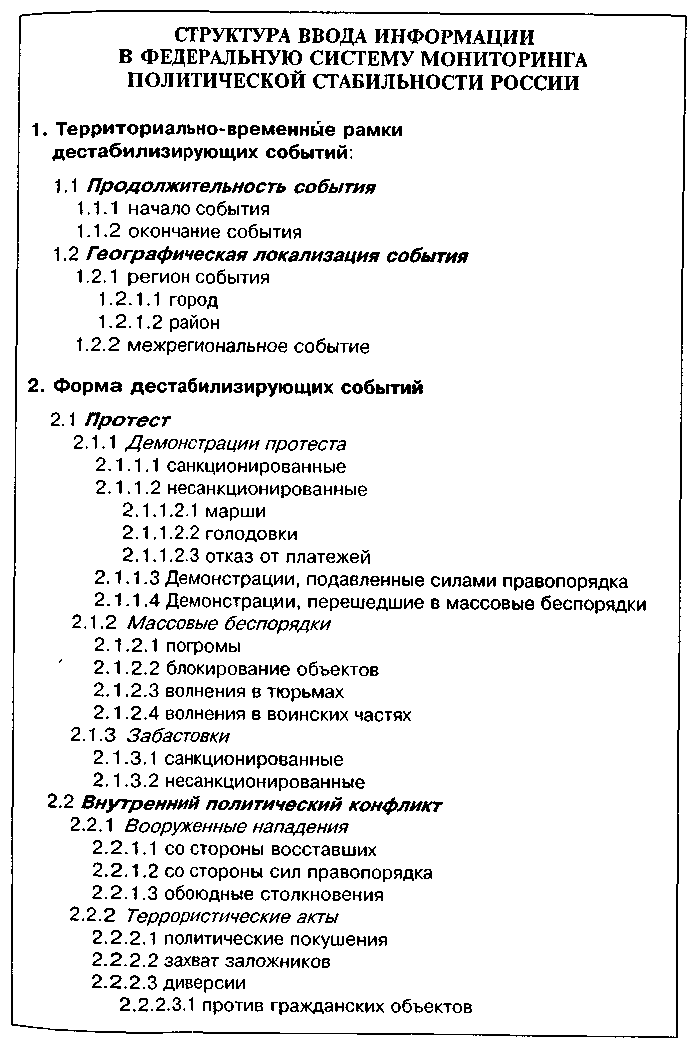 СТРУКТУРА ВВОДА ИНФОРМАЦИИ
В ФЕДЕРАЛЬНУЮ СИСТЕМУ МОНИТОРИНГА
ПОЛИТИЧЕСКОЙ СТАБИЛЬНОСТИ РОССИИ
1. Территориально-временные рамки
дестабилизирующих событий:
1.1 Продолжительность события
1.1.1 начало события
1.1.2 окончание события
1.2 Географическая локализация события
1.2.1 регион события
1.2.1.1 город
1.2.1.2 район
1.2.2 межрегиональное событие
2. Форма дестабилизирующих событий
2.1 Протест
2.1.1 Демонстрации протеста
2.1.1.1 санкционированные
2.1.1.2 несанкционированные
2.1.1.2.1 марши
2.1.1.2.2 голодовки
2.1.1.2.3 отказ от платежей
2.1.1.3 Демонстрации, подавленные силами правопорядка
2.1.1.4 Демонстрации, перешедшие в массовые беспорядки
2.1.2 Массовые беспорядки
2.1.2.1 погромы
2.1.2.2 блокирование объектов
2.1.2.3 волнения в тюрьмах
2.1.2.4 волнения в воинских частях
2.1.3 Забастовки
2.1.3.1 санкционированные
2.1.3.2 несанкционированные
2.2 Внутренний политический конфликт
2.2.1 Вооруженные нападения
2.2.1.1 со стороны восставших
2.2.1.2 со стороны сил правопорядка
2.2.1.3 обоюдные столкновения
2.2.2 Террористические акты
2.2.2.1 политические покушения
2.2.2.2 захват заложников
2.2.2.3 диверсии
2.2.2.3.1 против гражданских объектов